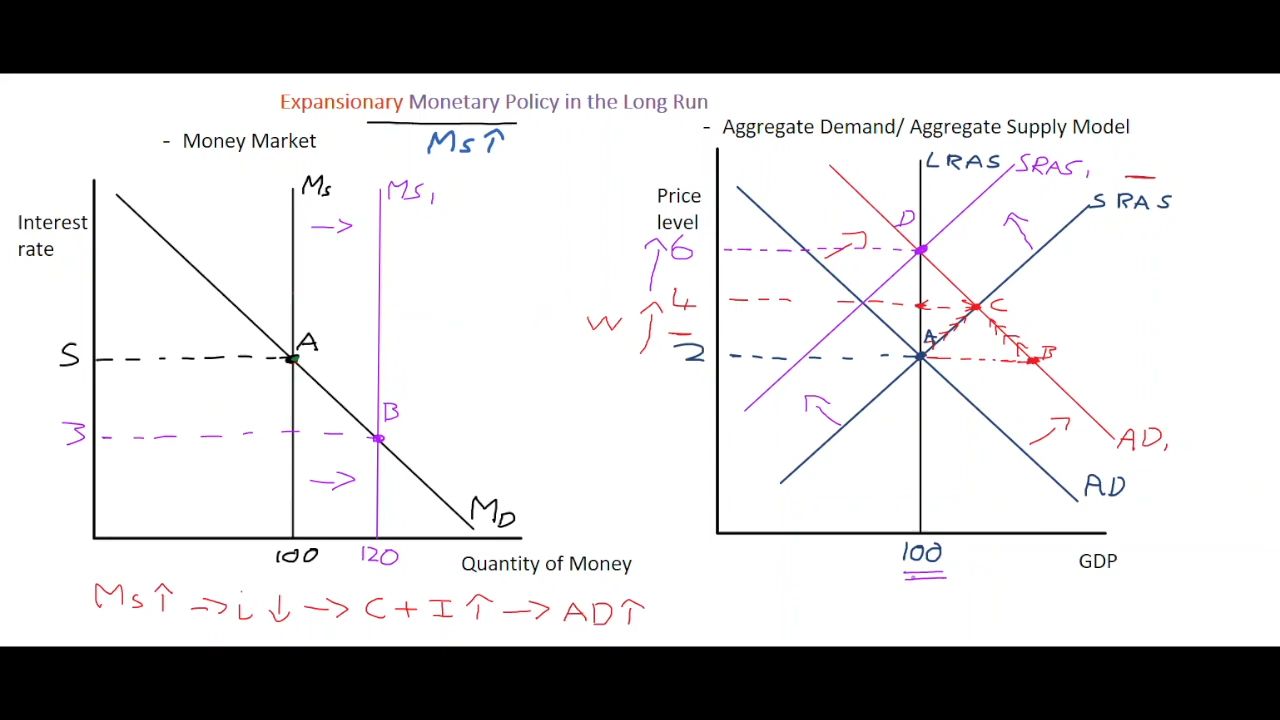 Expansionary Monetary Policy in the Long Run
Ms↑
- Money Market
Interest
rate
Ms
MS₁
->
5
A
3
B
->
MD
100
120
Quantity of Money
Ms↑ -> i↓ -> C + I↑ -> AD↑
- Aggregate Demand/ Aggregate Supply Model
Price
level
LRAS
SRAS₁
SRAS
D
↑ 6
W ↑ 4
C
2
A
B
AD₁
AD
100
GDP